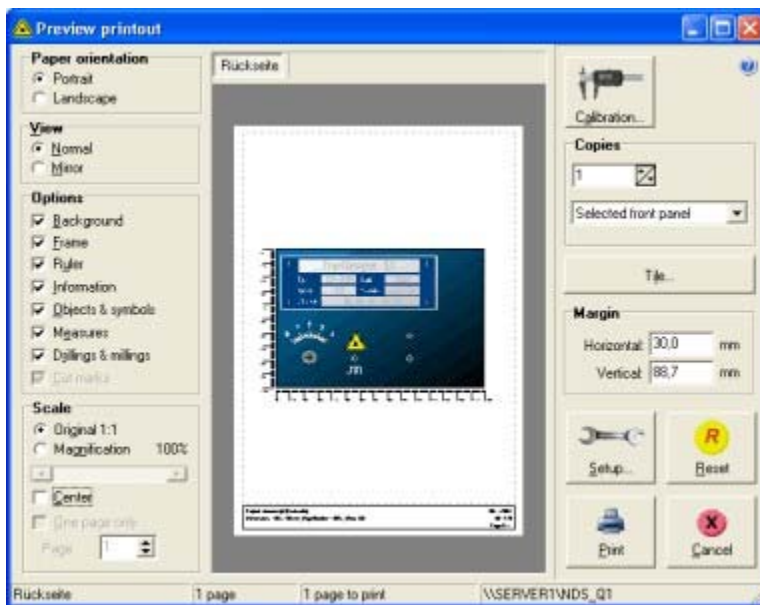 Preview printout
Paper orientation
Portrait
Landscape
View
Normal
Mirror
Options
Background
Frame
Ruler
Information
Objects & symbols
Measures
Drillings & millings
Cut marks
Scale
Original 1:1
Magnification 100%
Center
One page only
Page 1
Rückseite
Calibration...
Copies
1
Selected front panel
Tile...
Margin
Horizontal: 30,0 mm
Vertical: 88,7 mm
Setup...
R
Reset
Print
X
Cancel
Rückseite 1 page 1 page to print \\SERVER1\NDS_Q1